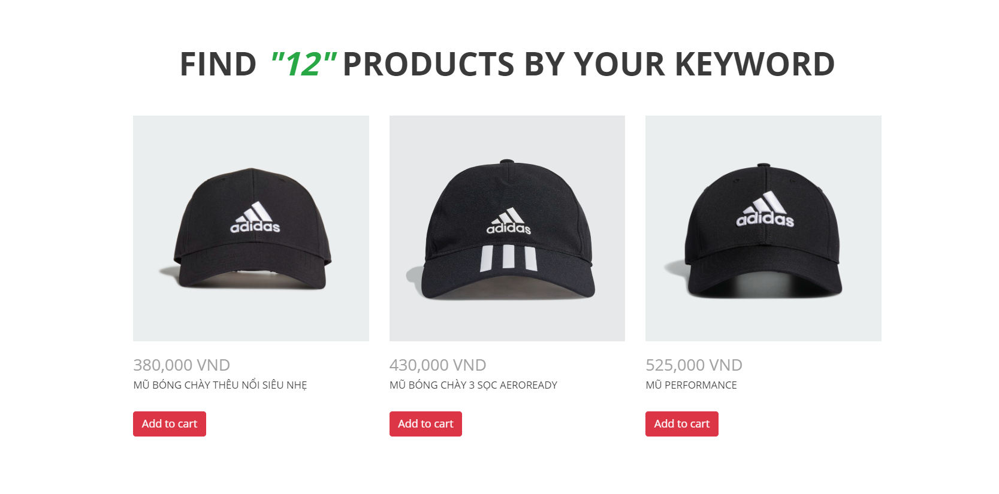 FIND "12" PRODUCTS BY YOUR KEYWORD
adidas
adidas
adidas
380,000 VND
MŨ BÓNG CHÀY THÊU NỔI SIÊU NHẸ
Add to cart
430,000 VND
MŨ BÓNG CHÀY 3 SỌC AEROREADY
Add to cart
525,000 VND
MŨ PERFORMANCE
Add to cart